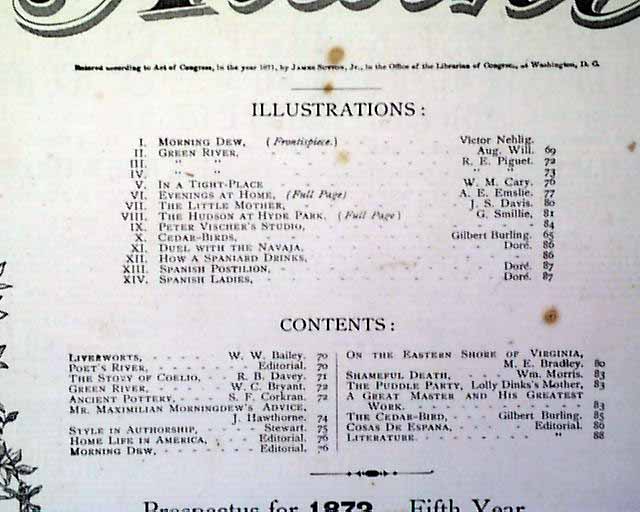 Entered according to Act of Congress, in the year 1871, by JAMES SUTTON, JR., in the Office of the Librarian of Congress, at Washington, D. C.
ILLUSTRATIONS:
I. MORNING DEW, (Frontispiece.) Victor Nehlig.
II. GREEN RIVER, Aug. Will. 69
III. " " R. E. Piguet. 72
IV. " " " " 73
V. IN A TIGHT-PLACE W. M. Cary. 76
VI. EVENINGS AT HOME, (Full Page) A. E. Emslie. 77
VII. THE LITTLE MOTHER, J. S. Davis. 80
VIII. THE HUDSON AT HYDE PARK. (Full Page) G. Smillie, 81
IX. PETER VISCHER'S STUDIO, 84
X. CEDAR-BIRDS, Gilbert Burling. 65
XI. DUEL WITH THE NAVAJA, Doré. 86
XII. HOW A SPANIARD DRINKS, " 86
XIII. SPANISH POSTILION, Doré. 87
XIV. SPANISH LADIES, Doré. 87
CONTENTS:
LIVERWORTS, W. W. Bailey. 70
POET'S RIVER, Editorial. 70
THE STORY OF COELIO, R. B. Davey. 71
GREEN RIVER, W. C. Bryant, 72
ANCIENT POTTERY, S. F. Corkran. 72
MR. MAXIMILIAN MORNINGDEW'S ADVICE,
J. Hawthorne. 74
STYLE IN AUTHORSHIP, Stewart. 75
HOME LIFE IN AMERICA, Editorial. 76
MORNING DEW, Editorial. 76
ON THE EASTERN SHORE OF VIRGINIA,
M. E. Bradley. 80
SHAMEFUL DEATH, Wm. Morris. 83
THE PUDDLE PARTY, Lolly Dinks's Mother, 83
A GREAT MASTER AND HIS GREATEST
WORK. 83
THE CEDAR-BIRD, Gilbert Burling. 85
COSAS DE ESPANA, Editorial. 86
LITERATURE. " 88
Prospectus for 1872 Fifth Year